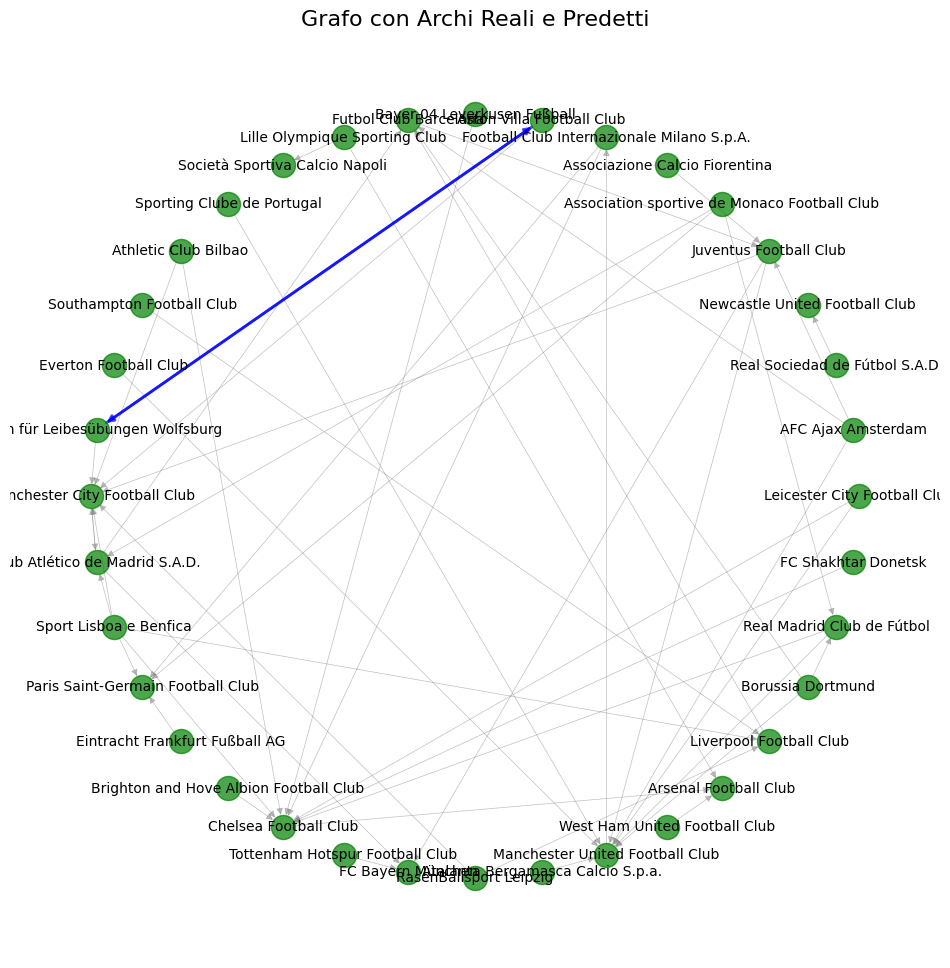 Grafo con Archi Reali e Predetti
Bayer 04 Leverkusen Fußball
Futbol Club Barcelona
Aston Villa Football Club
Lille Olympique Sporting Club
Football Club Internazionale Milano S.p.A.
Società Sportiva Calcio Napoli
Associazione Calcio Fiorentina
Sporting Clube de Portugal
Association sportive de Monaco Football Club
Athletic Club Bilbao
Juventus Football Club
Southampton Football Club
Newcastle United Football Club
Everton Football Club
Real Sociedad de Fútbol S.A.D
n für Leibesübungen Wolfsburg
AFC Ajax Amsterdam
nchester City Football Club
Leicester City Football Clu
ub Atlético de Madrid S.A.D.
FC Shakhtar Donetsk
Sport Lisboa e Benfica
Real Madrid Club de Fútbol
Paris Saint-Germain Football Club
Borussia Dortmund
Eintracht Frankfurt Fußball AG
Liverpool Football Club
Brighton and Hove Albion Football Club
Arsenal Football Club
Chelsea Football Club
West Ham United Football Club
Tottenham Hotspur Football Club
Manchester United Football Club
FC Bayern München
Atalanta Bergamasca Calcio S.p.a.
RasenBallsport Leipzig